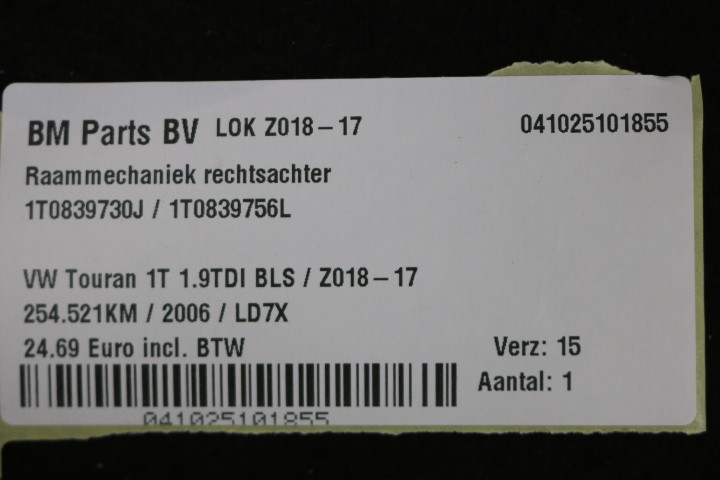 BM Parts BV LOK Z018-17 041025101855
Raammechaniek rechtsachter
1T0839730J / 1T0839756L
VW Touran 1T 1.9TDI BLS / Z018-17
254.521KM / 2006 / LD7X
24.69 Euro incl. BTW Verz: 15
Aantal: 1
041025101855